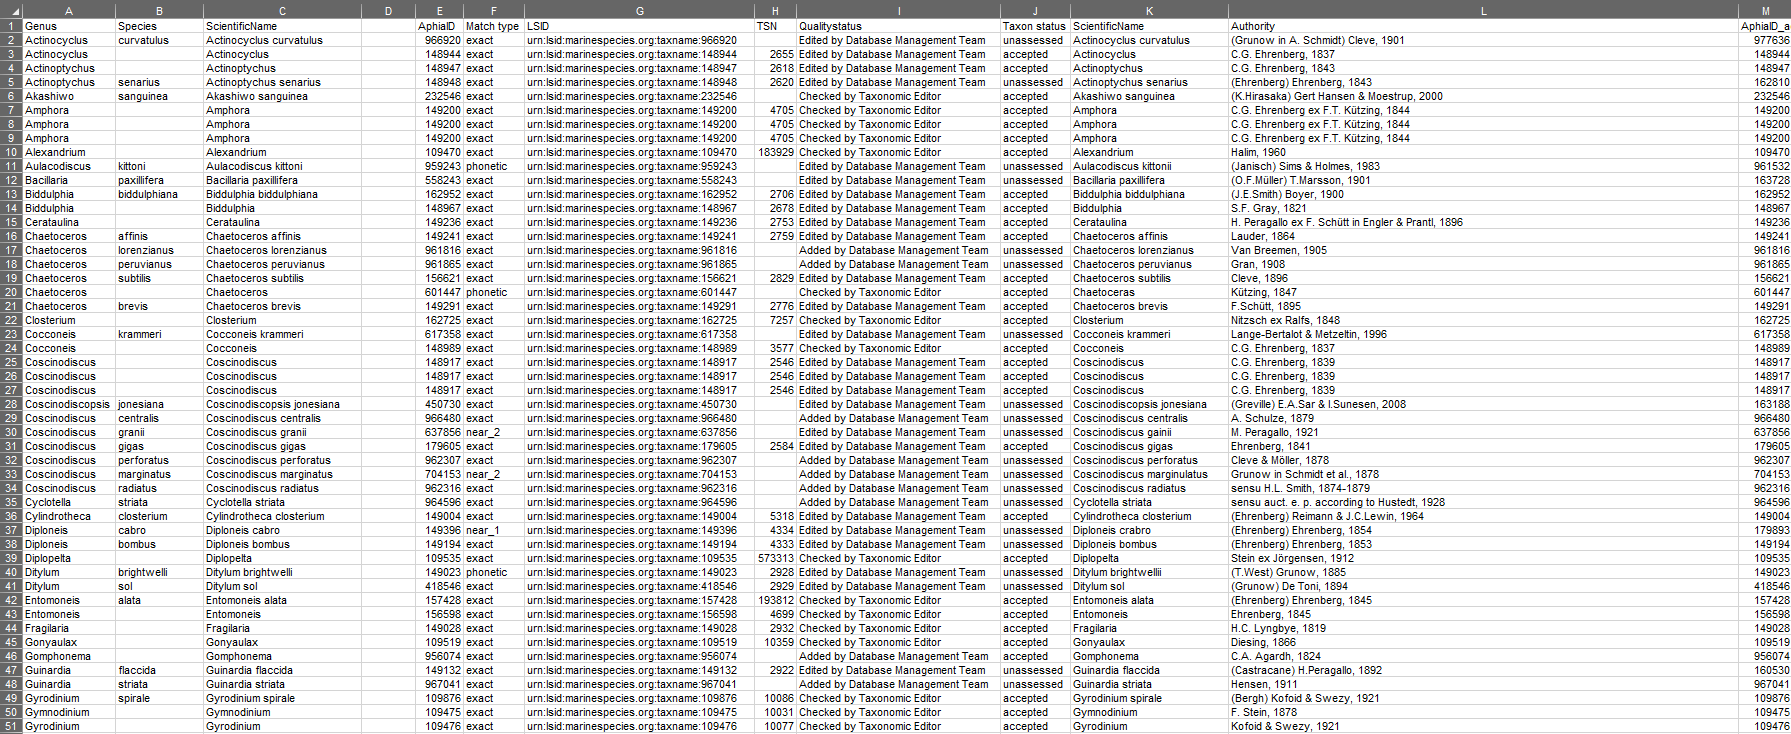 A B C D E F G H I J K L M
1 Genus Species ScientificName AphiaID Match type LSID TSN Qualitystatus Taxon status ScientificName Authority AphiaID_a
2 Actinocyclus curvatulus Actinocyclus curvatulus 966920 exact urn:lsid:marinespecies.org:taxname:966920 Edited by Database Management Team unassessed Actinocyclus curvatulus (Grunow in A. Schmidt) Cleve, 1901 977636
3 Actinocyclus Actinocyclus 148944 exact urn:lsid:marinespecies.org:taxname:148944 2655 Edited by Database Management Team accepted Actinocyclus C.G. Ehrenberg, 1837 148944
4 Actinoptychus Actinoptychus 148947 exact urn:lsid:marinespecies.org:taxname:148947 2618 Edited by Database Management Team accepted Actinoptychus C.G. Ehrenberg, 1843 148947
5 Actinoptychus senarius Actinoptychus senarius 148948 exact urn:lsid:marinespecies.org:taxname:148948 2620 Edited by Database Management Team unassessed Actinoptychus senarius (Ehrenberg) Ehrenberg, 1843 162810
6 Akashiwo sanguinea Akashiwo sanguinea 232546 exact urn:lsid:marinespecies.org:taxname:232546 Checked by Taxonomic Editor accepted Akashiwo sanguinea (K.Hirasaka) Gert Hansen & Moestrup, 2000 232546
7 Amphora Amphora 149200 exact urn:lsid:marinespecies.org:taxname:149200 4705 Checked by Taxonomic Editor accepted Amphora C.G. Ehrenberg ex F.T. Kützing, 1844 149200
8 Amphora Amphora 149200 exact urn:lsid:marinespecies.org:taxname:149200 4705 Checked by Taxonomic Editor accepted Amphora C.G. Ehrenberg ex F.T. Kützing, 1844 149200
9 Amphora Amphora 149200 exact urn:lsid:marinespecies.org:taxname:149200 4705 Checked by Taxonomic Editor accepted Amphora C.G. Ehrenberg ex F.T. Kützing, 1844 149200
10 Alexandrium Alexandrium 109470 exact urn:lsid:marinespecies.org:taxname:109470 183929 Checked by Taxonomic Editor accepted Alexandrium Halim, 1960 109470
11 Aulacodiscus kittoni Aulacodiscus kittoni 959243 phonetic urn:lsid:marinespecies.org:taxname:959243 Edited by Database Management Team unassessed Aulacodiscus kittonii (Janisch) Sims & Holmes, 1983 961532
12 Bacillaria paxillifera Bacillaria paxillifera 558243 exact urn:lsid:marinespecies.org:taxname:558243 Edited by Database Management Team unassessed Bacillaria paxillifera (O.F.Müller) T.Marsson, 1901 163728
13 Biddulphia biddulphiana Biddulphia biddulphiana 162952 exact urn:lsid:marinespecies.org:taxname:162952 2706 Edited by Database Management Team accepted Biddulphia biddulphiana (J.E.Smith) Boyer, 1900 162952
14 Biddulphia Biddulphia 148967 exact urn:lsid:marinespecies.org:taxname:148967 2678 Edited by Database Management Team accepted Biddulphia S.F. Gray, 1821 148967
15 Cerataulina Cerataulina 149236 exact urn:lsid:marinespecies.org:taxname:149236 2753 Edited by Database Management Team accepted Cerataulina H. Peragallo ex F. Schütt in Engler & Prantl, 1896 149236
16 Chaetoceros affinis Chaetoceros affinis 149241 exact urn:lsid:marinespecies.org:taxname:149241 2759 Edited by Database Management Team accepted Chaetoceros affinis Lauder, 1864 149241
17 Chaetoceros lorenzianus Chaetoceros lorenzianus 961816 exact urn:lsid:marinespecies.org:taxname:961816 Added by Database Management Team unassessed Chaetoceros lorenzianus Van Breemen, 1905 961816
18 Chaetoceros peruvianus Chaetoceros peruvianus 961865 exact urn:lsid:marinespecies.org:taxname:961865 Added by Database Management Team unassessed Chaetoceros peruvianus Gran, 1908 961865
19 Chaetoceros subtilis Chaetoceros subtilis 156621 exact urn:lsid:marinespecies.org:taxname:156621 2829 Edited by Database Management Team accepted Chaetoceros subtilis Cleve, 1896 156621
20 Chaetoceros Chaetoceros 601447 phonetic urn:lsid:marinespecies.org:taxname:601447 Checked by Taxonomic Editor accepted Chaetoceras Kützing, 1847 601447
21 Chaetoceros brevis Chaetoceros brevis 149291 exact urn:lsid:marinespecies.org:taxname:149291 2776 Edited by Database Management Team accepted Chaetoceros brevis F.Schütt, 1895 149291
22 Closterium Closterium 162725 exact urn:lsid:marinespecies.org:taxname:162725 7257 Checked by Taxonomic Editor accepted Closterium Nitzsch ex Ralfs, 1848 162725
23 Cocconeis krammeri Cocconeis krammeri 617358 exact urn:lsid:marinespecies.org:taxname:617358 Edited by Database Management Team unassessed Cocconeis krammeri Lange-Bertalot & Metzeltin, 1996 617358
24 Cocconeis Cocconeis 148989 exact urn:lsid:marinespecies.org:taxname:148989 3577 Checked by Taxonomic Editor accepted Cocconeis C.G. Ehrenberg, 1837 148989
25 Coscinodiscus Coscinodiscus 148917 exact urn:lsid:marinespecies.org:taxname:148917 2546 Edited by Database Management Team accepted Coscinodiscus C.G. Ehrenberg, 1839 148917
26 Coscinodiscus Coscinodiscus 148917 exact urn:lsid:marinespecies.org:taxname:148917 2546 Edited by Database Management Team accepted Coscinodiscus C.G. Ehrenberg, 1839 148917
27 Coscinodiscus Coscinodiscus 148917 exact urn:lsid:marinespecies.org:taxname:148917 2546 Edited by Database Management Team accepted Coscinodiscus C.G. Ehrenberg, 1839 148917
28 Coscinodiscopsis jonesiana Coscinodiscopsis jonesiana 450730 exact urn:lsid:marinespecies.org:taxname:450730 Edited by Database Management Team unassessed Coscinodiscopsis jonesiana (Greville) E.A.Sar & I.Sunesen, 2008 163188
29 Coscinodiscus centralis Coscinodiscus centralis 966480 exact urn:lsid:marinespecies.org:taxname:966480 Added by Database Management Team unassessed Coscinodiscus centralis A. Schulze, 1879 966480
30 Coscinodiscus granii Coscinodiscus granii 637856 near_2 urn:lsid:marinespecies.org:taxname:637856 Edited by Database Management Team unassessed Coscinodiscus gainii M. Peragallo, 1921 637856
31 Coscinodiscus gigas Coscinodiscus gigas 179605 exact urn:lsid:marinespecies.org:taxname:179605 2584 Edited by Database Management Team accepted Coscinodiscus gigas Ehrenberg, 1841 179605
32 Coscinodiscus perforatus Coscinodiscus perforatus 962307 exact urn:lsid:marinespecies.org:taxname:962307 Added by Database Management Team unassessed Coscinodiscus perforatus Cleve & Möller, 1878 962307
33 Coscinodiscus marginatus Coscinodiscus marginatus 704153 near_2 urn:lsid:marinespecies.org:taxname:704153 Added by Database Management Team unassessed Coscinodiscus marginulatus Grunow in Schmidt et al., 1878 704153
34 Coscinodiscus radiatus Coscinodiscus radiatus 962316 exact urn:lsid:marinespecies.org:taxname:962316 Added by Database Management Team unassessed Coscinodiscus radiatus sensu H.L. Smith, 1874-1879 962316
35 Cyclotella striata Cyclotella striata 964596 exact urn:lsid:marinespecies.org:taxname:964596 Added by Database Management Team unassessed Cyclotella striata sensu auct. e. p. according to Hustedt, 1928 964596
36 Cylindrotheca closterium Cylindrotheca closterium 149004 exact urn:lsid:marinespecies.org:taxname:149004 5318 Edited by Database Management Team accepted Cylindrotheca closterium (Ehrenberg) Reimann & J.C.Lewin, 1964 149004
37 Diploneis cabro Diploneis cabro 149396 near_1 urn:lsid:marinespecies.org:taxname:149396 4334 Edited by Database Management Team unassessed Diploneis crabro (Ehrenberg) Ehrenberg, 1854 179893
38 Diploneis bombus Diploneis bombus 149194 exact urn:lsid:marinespecies.org:taxname:149194 4333 Edited by Database Management Team unassessed Diploneis bombus (Ehrenberg) Ehrenberg, 1853 149194
39 Diplopelta Diplopelta 109535 exact urn:lsid:marinespecies.org:taxname:109535 573313 Checked by Taxonomic Editor accepted Diplopelta Stein ex Jörgensen, 1912 109535
40 Ditylum brightwelli Ditylum brightwelli 149023 phonetic urn:lsid:marinespecies.org:taxname:149023 2928 Edited by Database Management Team unassessed Ditylum brightwellii (T.West) Grunow, 1885 149023
41 Ditylum sol Ditylum sol 418546 exact urn:lsid:marinespecies.org:taxname:418546 2929 Edited by Database Management Team unassessed Ditylum sol (Grunow) De Toni, 1894 418546
42 Entomoneis alata Entomoneis alata 157428 exact urn:lsid:marinespecies.org:taxname:157428 193812 Checked by Taxonomic Editor accepted Entomoneis alata (Ehrenberg) Ehrenberg, 1845 157428
43 Entomoneis Entomoneis 156598 exact urn:lsid:marinespecies.org:taxname:156598 4699 Checked by Taxonomic Editor accepted Entomoneis Ehrenberg, 1845 156598
44 Fragilaria Fragilaria 149028 exact urn:lsid:marinespecies.org:taxname:149028 2932 Checked by Taxonomic Editor accepted Fragilaria H.C. Lyngbye, 1819 149028
45 Gonyaulax Gonyaulax 109519 exact urn:lsid:marinespecies.org:taxname:109519 10359 Checked by Taxonomic Editor accepted Gonyaulax Diesing, 1866 109519
46 Gomphonema Gomphonema 956074 exact urn:lsid:marinespecies.org:taxname:956074 Added by Database Management Team accepted Gomphonema C.A. Agardh, 1824 956074
47 Guinardia flaccida Guinardia flaccida 149132 exact urn:lsid:marinespecies.org:taxname:149132 2922 Edited by Database Management Team unassessed Guinardia flaccida (Castracane) H.Peragallo, 1892 160530
48 Guinardia striata Guinardia striata 967041 exact urn:lsid:marinespecies.org:taxname:967041 Added by Database Management Team unassessed Guinardia striata Hensen, 1911 967041
49 Gyrodinium spirale Gyrodinium spirale 109876 exact urn:lsid:marinespecies.org:taxname:109876 10086 Checked by Taxonomic Editor accepted Gyrodinium spirale (Bergh) Kofoid & Swezy, 1921 109876
50 Gymnodinium Gymnodinium 109475 exact urn:lsid:marinespecies.org:taxname:109475 10031 Checked by Taxonomic Editor accepted Gymnodinium F. Stein, 1878 109475
51 Gyrodinium Gyrodinium 109476 exact urn:lsid:marinespecies.org:taxname:109476 10077 Checked by Taxonomic Editor accepted Gyrodinium Kofoid & Swezy, 1921 109476